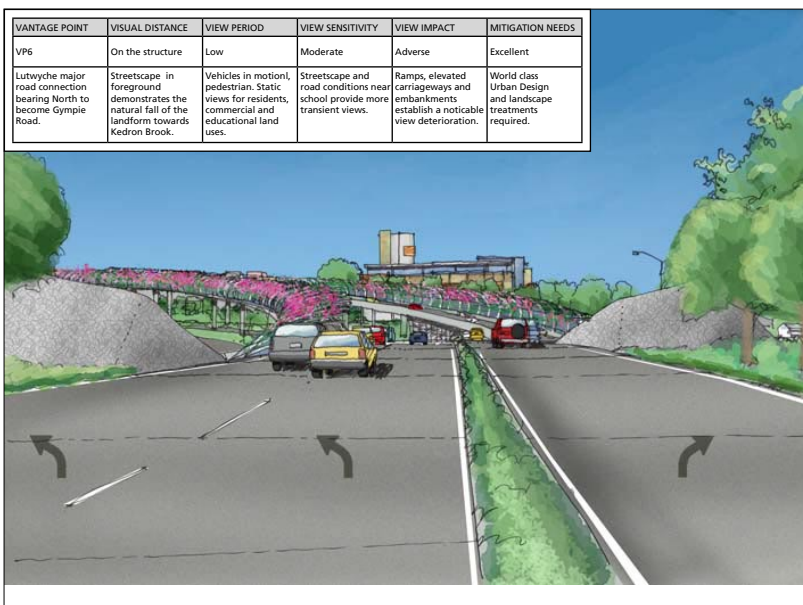 VANTAGE POINT VISUAL DISTANCE VIEW PERIOD VIEW SENSITIVITY VIEW IMPACT MITIGATION NEEDS
VP6 On the structure Low Moderate Adverse Excellent
Lutwyche major
road connection
bearing North to
become Gympie
Road.
Streetscape in
foreground
demonstrates the
natural fall of the
landform towards
Kedron Brook.
Vehicles in motionl,
pedestrian. Static
views for residents,
commercial and
educational land
uses.
Streetscape and
road conditions near
school provide more
transient views.
Ramps, elevated
carriageways and
embankments
establish a noticable
view deterioration.
World class
Urban Design
and landscape
treatments
required.